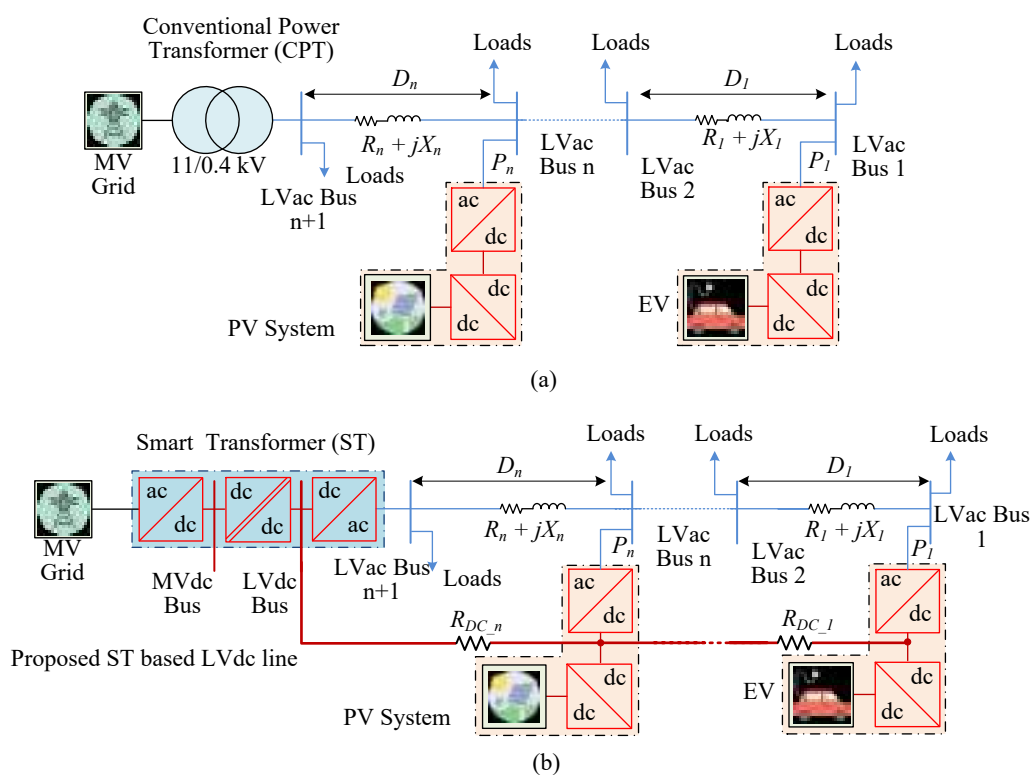 Conventional Power
Transformer (CPT)
Loads
Loads
Loads
D_n
D_1
R_n + jX_n
R_1 + jX_1
MV
Grid
11/0.4 kV
Loads
LVac Bus
n+1
P_n
LVac
Bus n
LVac
Bus 2
P_1
LVac
Bus 1
ac
dc
ac
dc
dc
dc
dc
dc
PV System
EV
(a)
Smart Transformer (ST)
Loads
Loads
Loads
D_n
D_1
ac
dc
dc
dc
dc
ac
R_n + jX_n
R_1 + jX_1
LVac Bus
1
MV
Grid
MVdc
Bus
LVdc
Bus
LVac Bus
n+1
Loads
P_n
LVac
Bus n
LVac
Bus 2
P_1
ac
dc
ac
dc
R_DC_n
R_DC_1
Proposed ST based LVdc line
dc
dc
dc
dc
PV System
EV
(b)